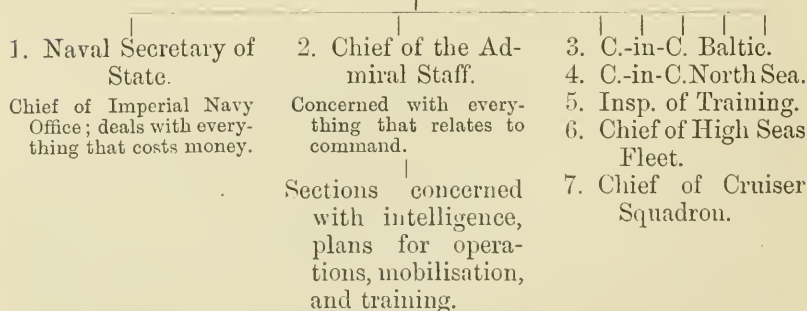 1. Naval Secretary of
State.
Chief of Imperial Navy
Office; deals with every-
thing that costs money.
2. Chief of the Ad-
miral Staff.
Concerned with every-
thing that relates to
command.
Sections concerned
with intelligence,
plans for opera-
tions, mobilisation,
and training.
3. C.-in-C. Baltic.
4. C.-in-C. North Sea.
5. Insp. of Training.
6. Chief of High Seas
Fleet.
7. Chief of Cruiser
Squadron.